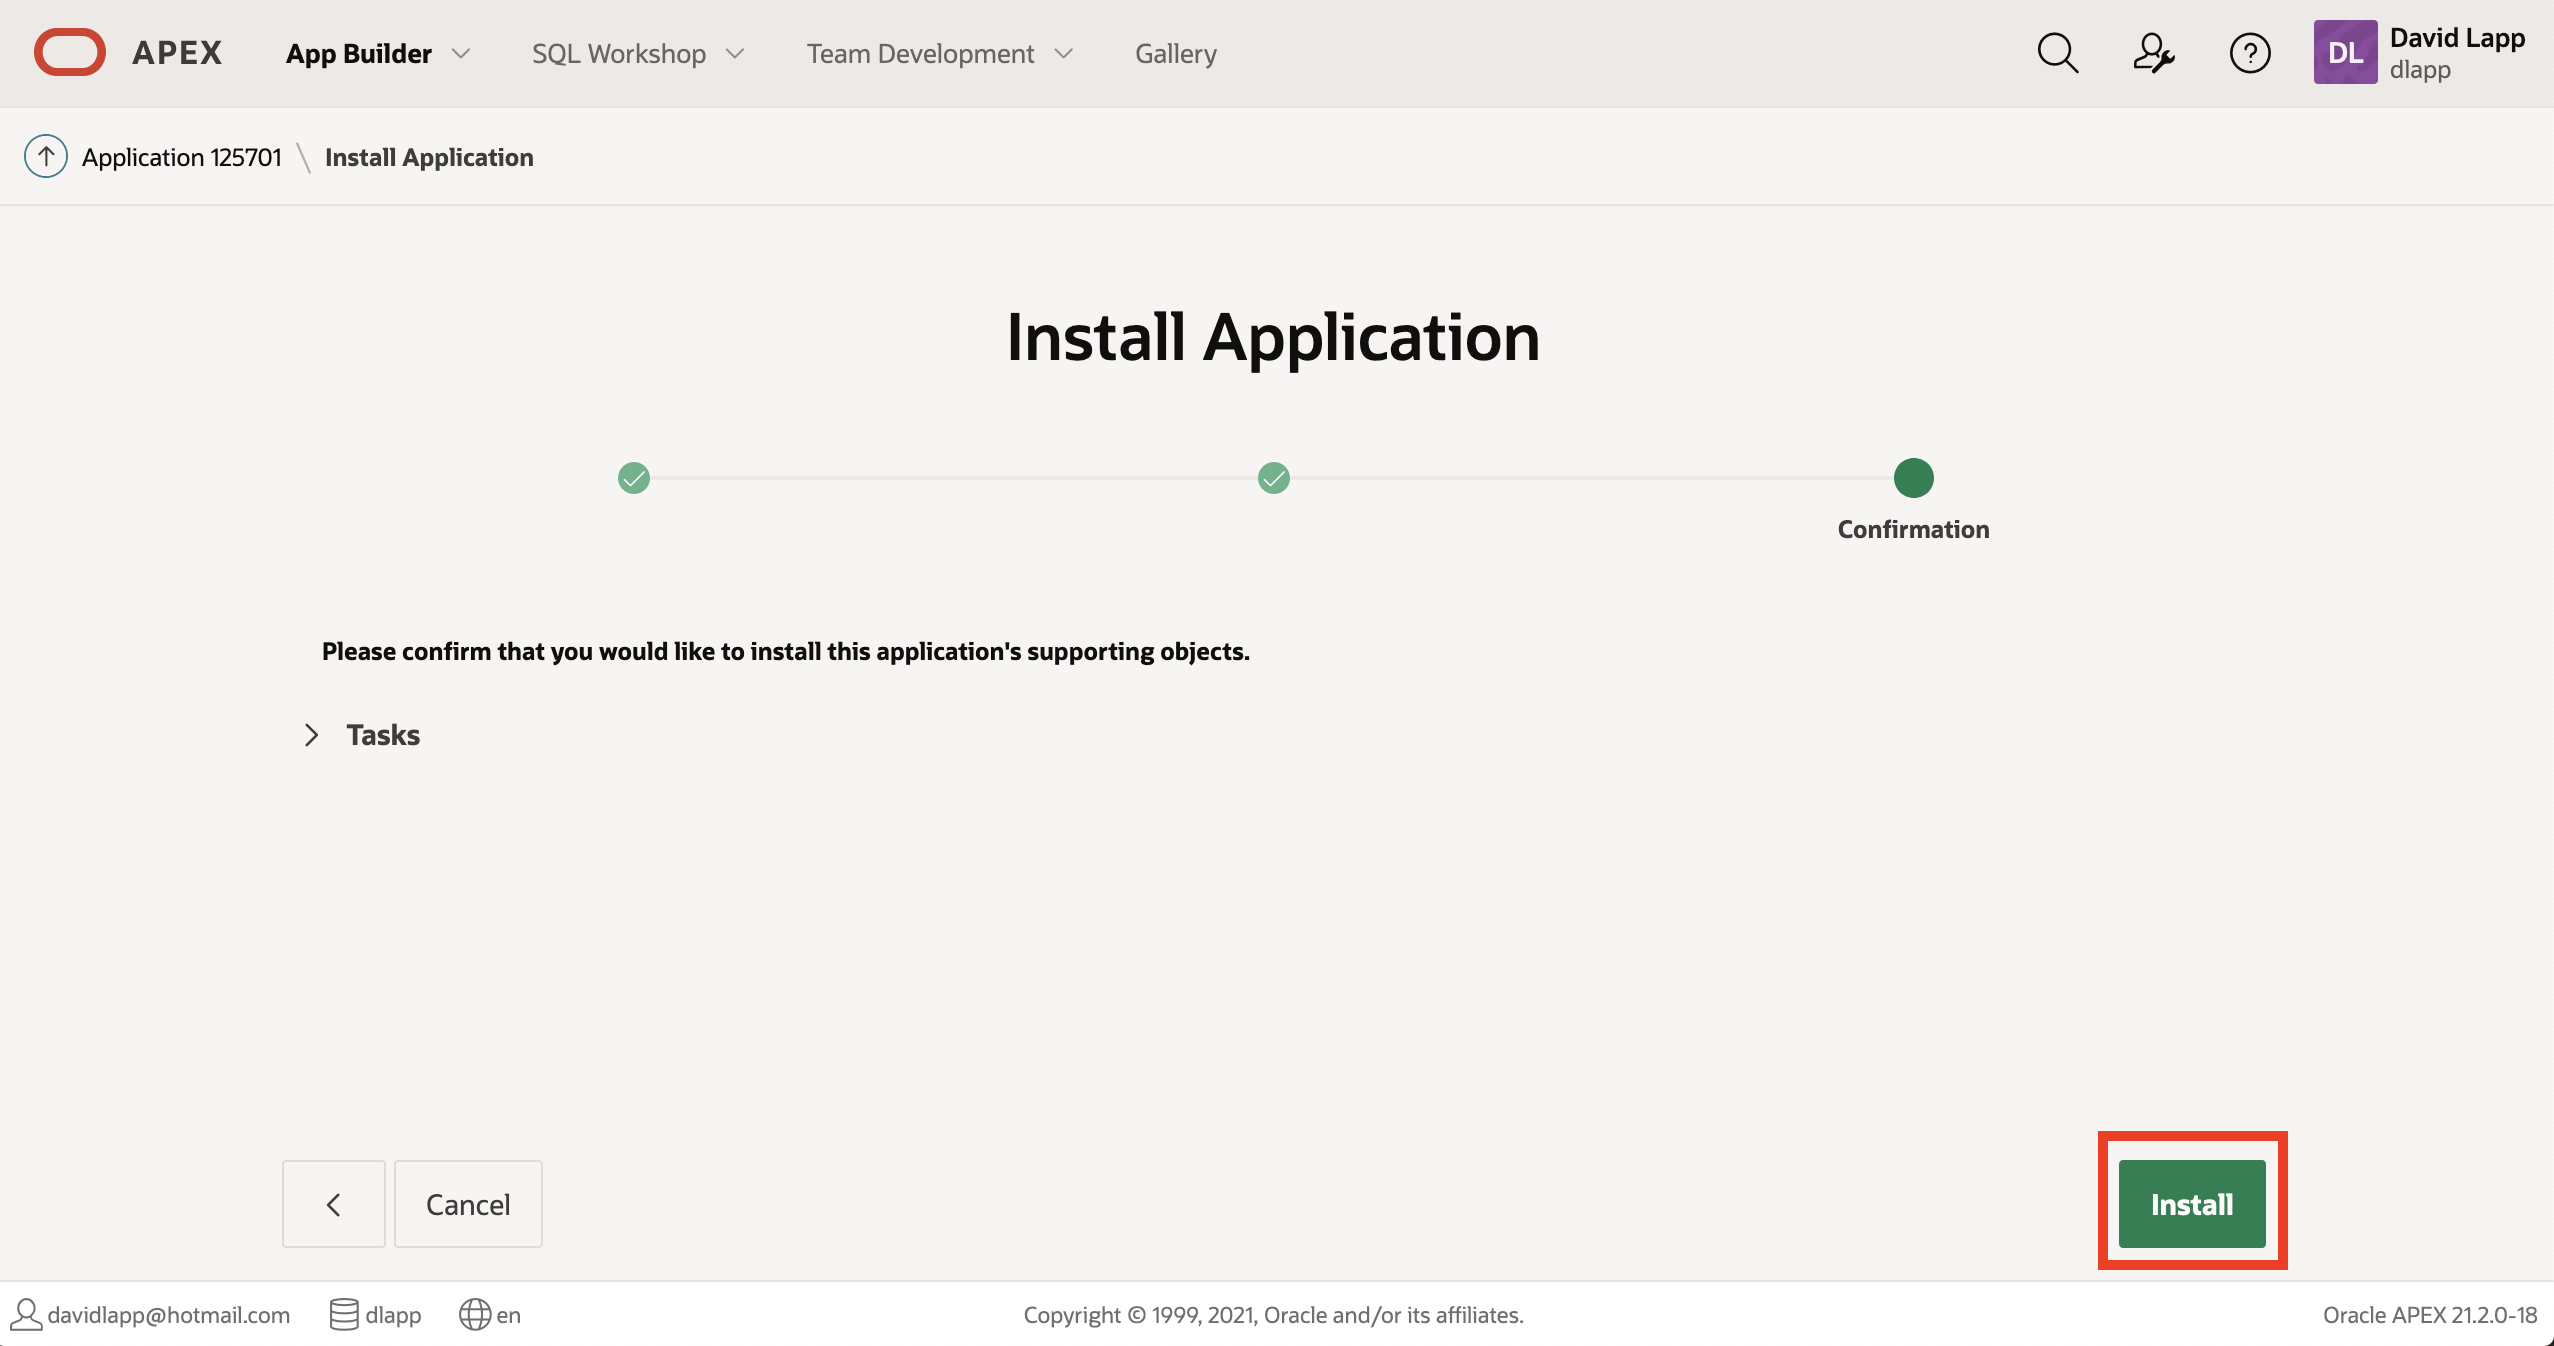 APEX App Builder SQL Workshop Team Development Gallery ? DL David Lapp
dlapp
Application 125701 \ Install Application
Install Application
Confirmation
Please confirm that you would like to install this application's supporting objects.
Tasks
Cancel Install
davidlapp@hotmail.com dlapp en Copyright © 1999, 2021, Oracle and/or its affiliates. Oracle APEX 21.2.0-18